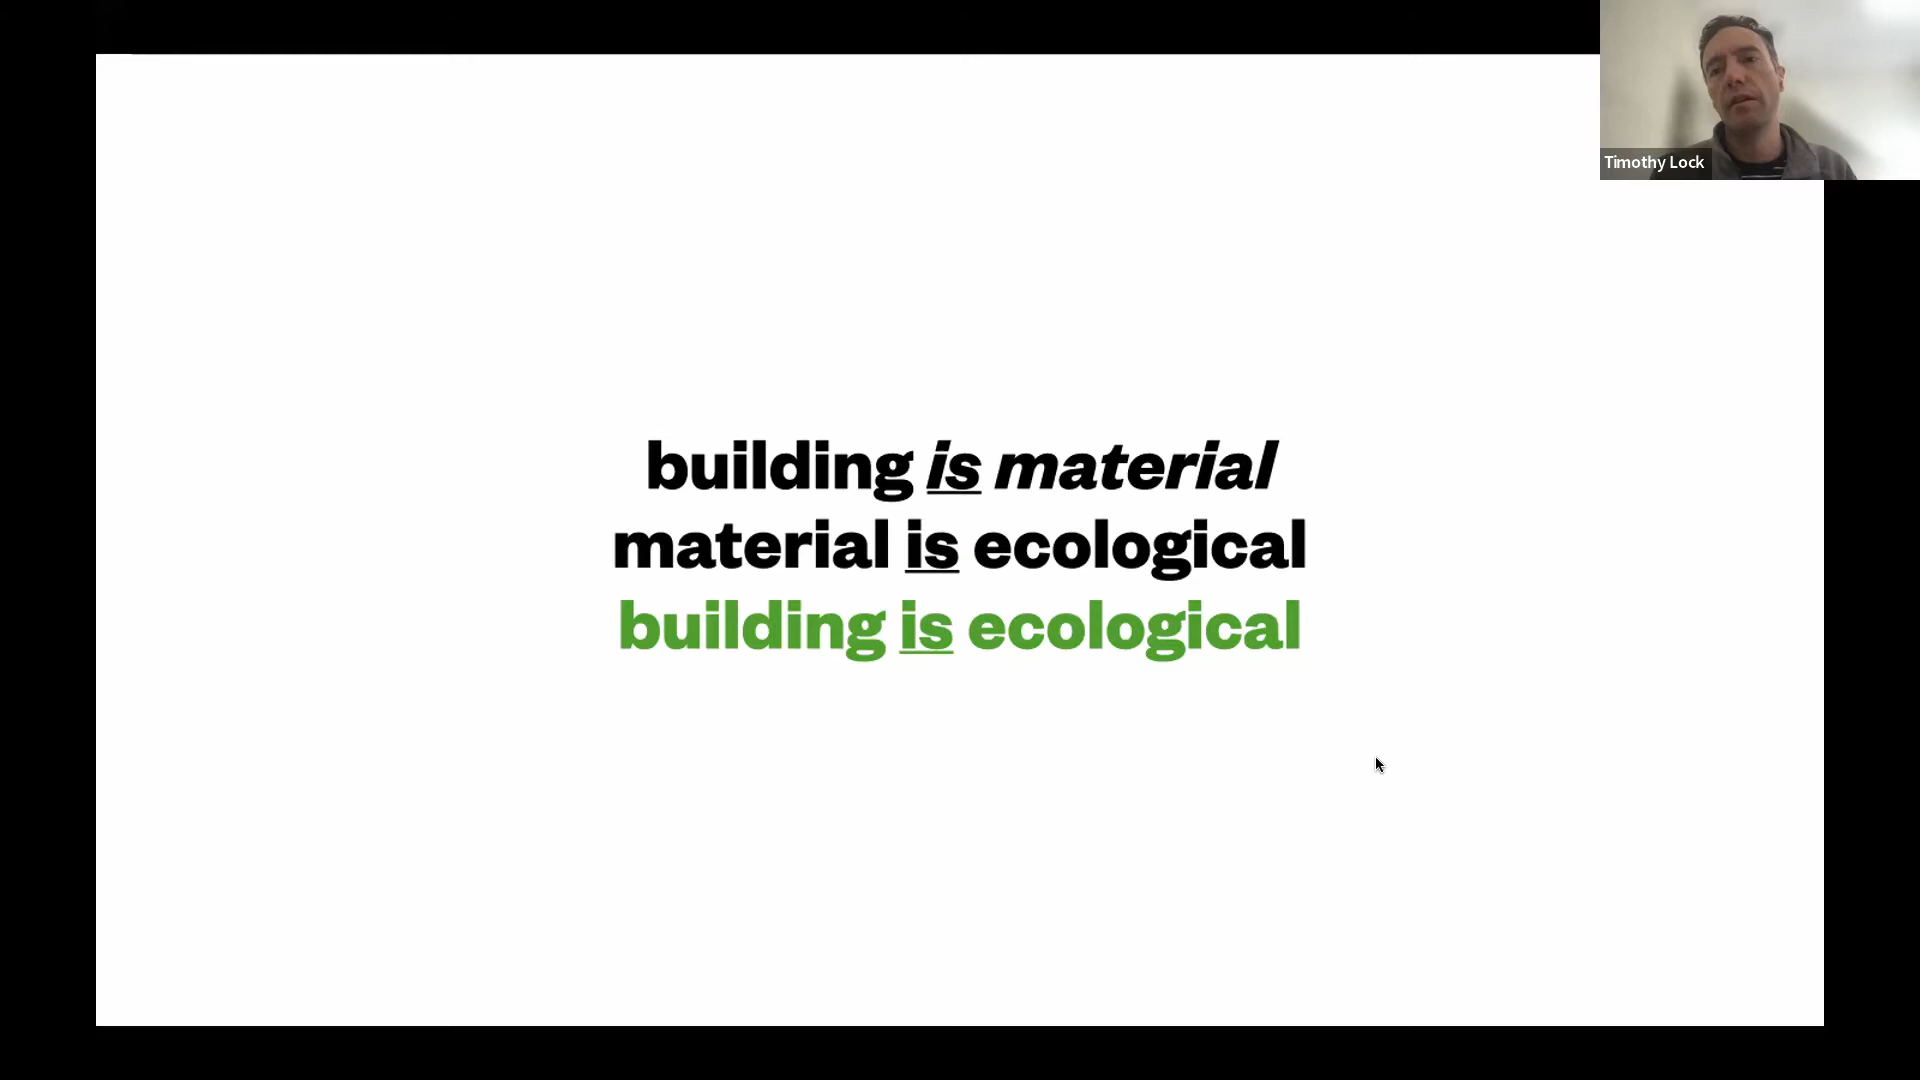 Timothy Lock
building is material
material is ecological
building is ecological